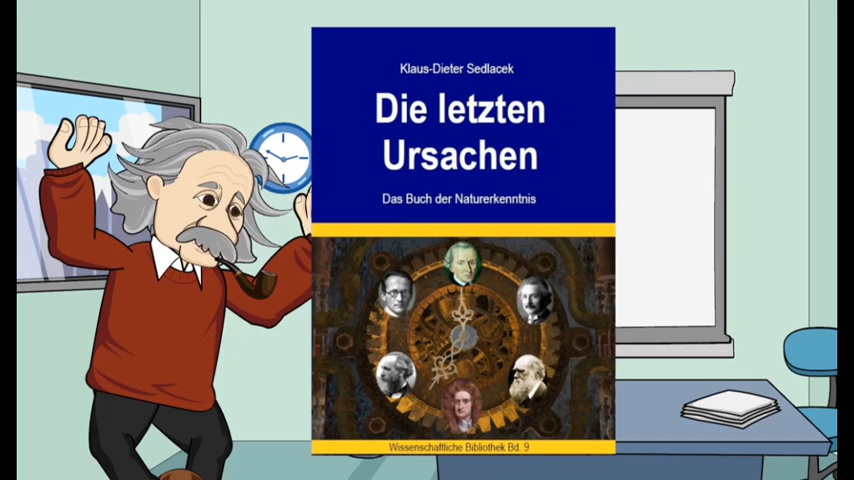 Klaus-Dieter Sedlacek
Die letzten
Ursachen
Das Buch der Naturerkenntnis
Wissenschaftliche Bibliothek Bd. 9